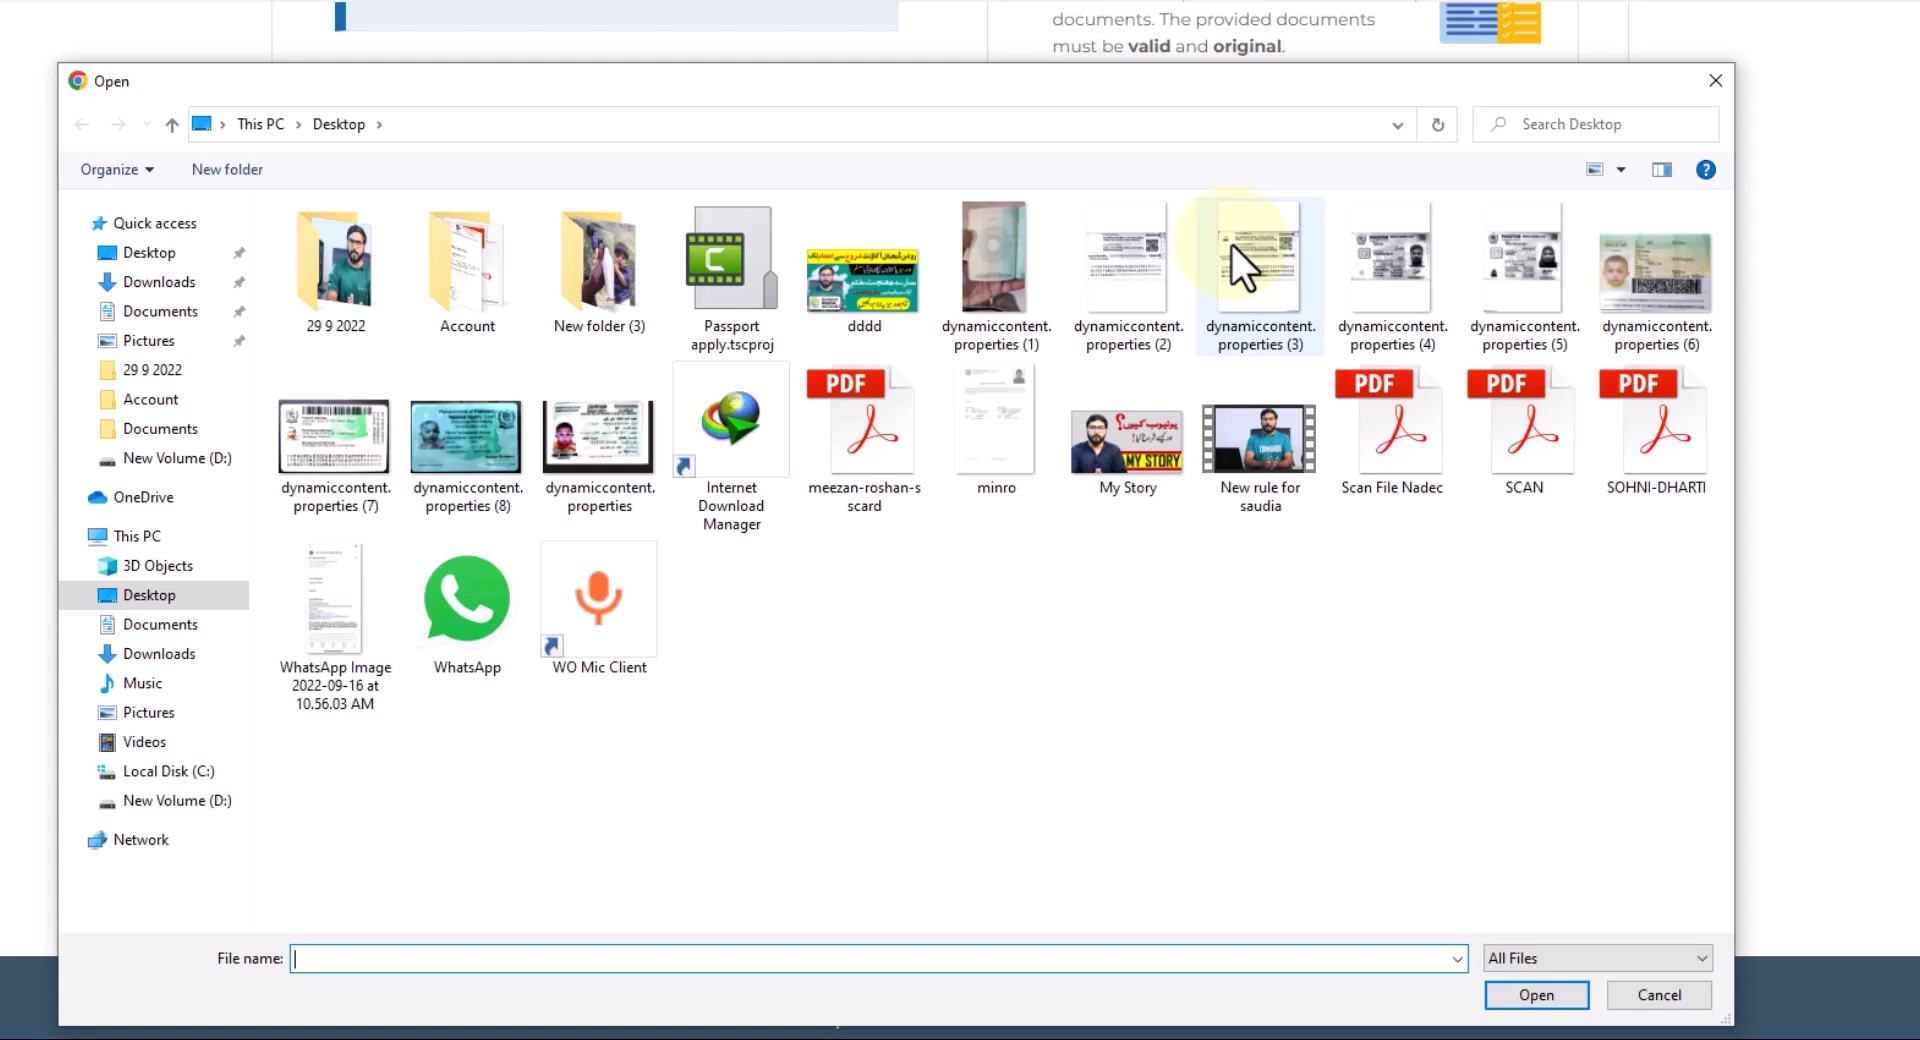 documents. The provided documents
must be valid and original.
Open
This PC
Desktop
Search Desktop
Organize
New folder
Quick access
Desktop
Downloads
Documents
Pictures
29 9 2022
Account
Documents
New Volume (D:)
OneDrive
This PC
3D Objects
Desktop
Documents
Downloads
Music
Pictures
Videos
Local Disk (C:)
New Volume (D:)
Network
29 9 2022
Account
New folder (3)
Passport
apply.tscproj
dddd
dynamiccontent.
properties (1)
dynamiccontent.
properties (2)
dynamiccontent.
properties (3)
dynamiccontent.
properties (4)
dynamiccontent.
properties (5)
dynamiccontent.
properties (6)
dynamiccontent.
properties (7)
dynamiccontent.
properties (8)
dynamiccontent.
properties
Internet
Download
Manager
PDF
meezan-roshan-s
scard
minro
MY STORY
My Story
New rule for
saudia
PDF
Scan File Nadec
PDF
SCAN
PDF
SOHNI-DHARTI
WhatsApp Image
2022-09-16 at
10.56.03 AM
WhatsApp
WO Mic Client
File name:
All Files
Open
Cancel